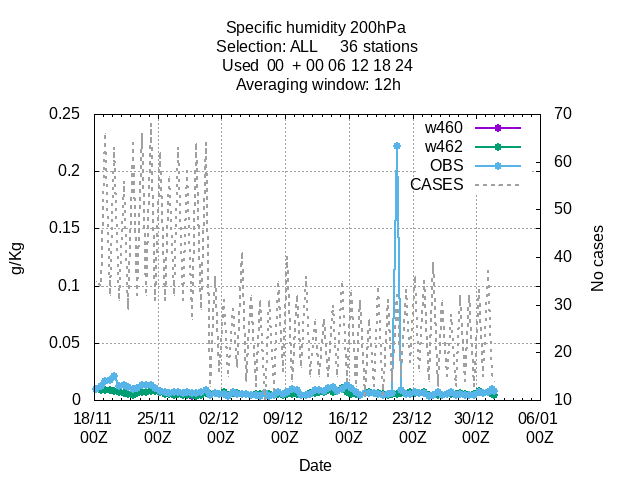 Specific humidity 200hPa
Selection: ALL     36 stations
Used  00  + 00 06 12 18 24
Averaging window: 12h
0.25
0.2
0.15
0.1
0.05
0
g/Kg
w460
w462
OBS
CASES
70
60
50
40
30
20
10
No cases
18/11 25/11 02/12 09/12 16/12 23/12 30/12 06/01
00Z 00Z 00Z 00Z 00Z 00Z 00Z 00Z
Date